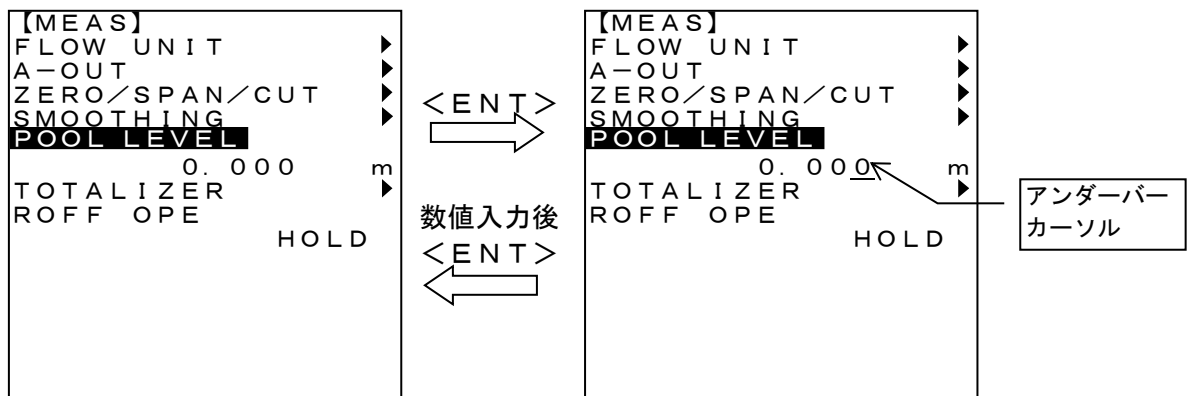 【MEAS】
FLOW UNIT ▶
A－OUT ▶
ZERO／SPAN／CUT ▶
SMOOTHING ▶
POOL LEVEL
0. 000 m
TOTALIZER ▶
ROFF OPE
HOLD
＜ENT＞
数値入力後
＜ENT＞
【MEAS】
FLOW UNIT ▶
A－OUT ▶
ZERO／SPAN／CUT ▶
SMOOTHING ▶
POOL LEVEL
0. 000 m
TOTALIZER ▶
ROFF OPE
HOLD
アンダーバー
カーソル